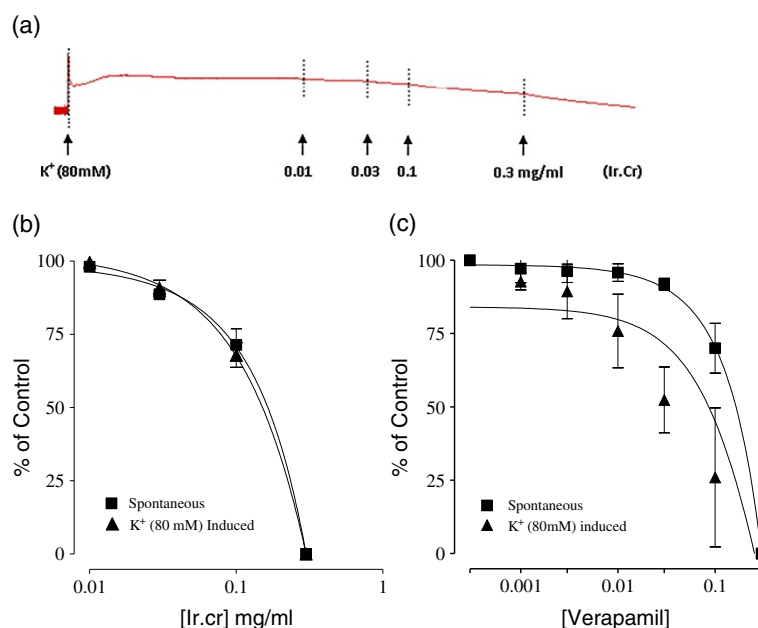 (a)
K+ (80mM) 0.01 0.03 0.1 0.3 mg/ml (Ir.Cr)
(b)
% of Control
100
75
50
25
0
Spontaneous
K+ (80 mM) Induced
0.01 0.1 1
[Ir.cr] mg/ml
(c)
% of Control
100
75
50
25
0
Spontaneous
K+ (80mM) induced
0.001 0.01 0.1
[Verapamil]